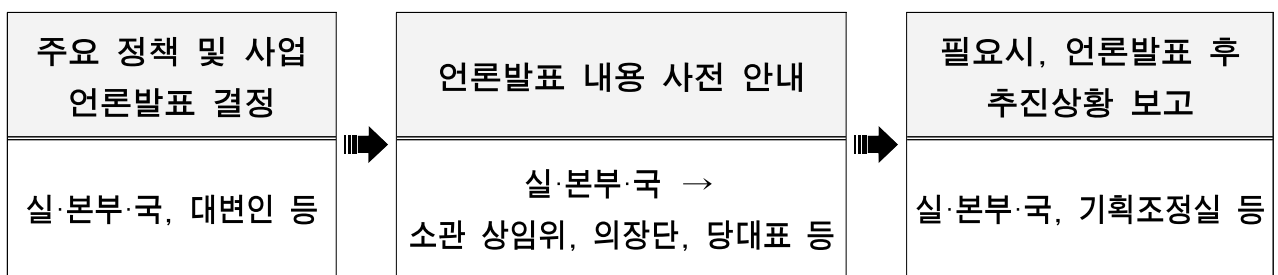 주요 정책 및 사업
언론발표 결정
실·본부·국, 대변인 등
언론발표 내용 사전 안내
실·본부·국 →
소관 상임위, 의장단, 당대표 등
필요시, 언론발표 후
추진상황 보고
실·본부·국, 기획조정실 등